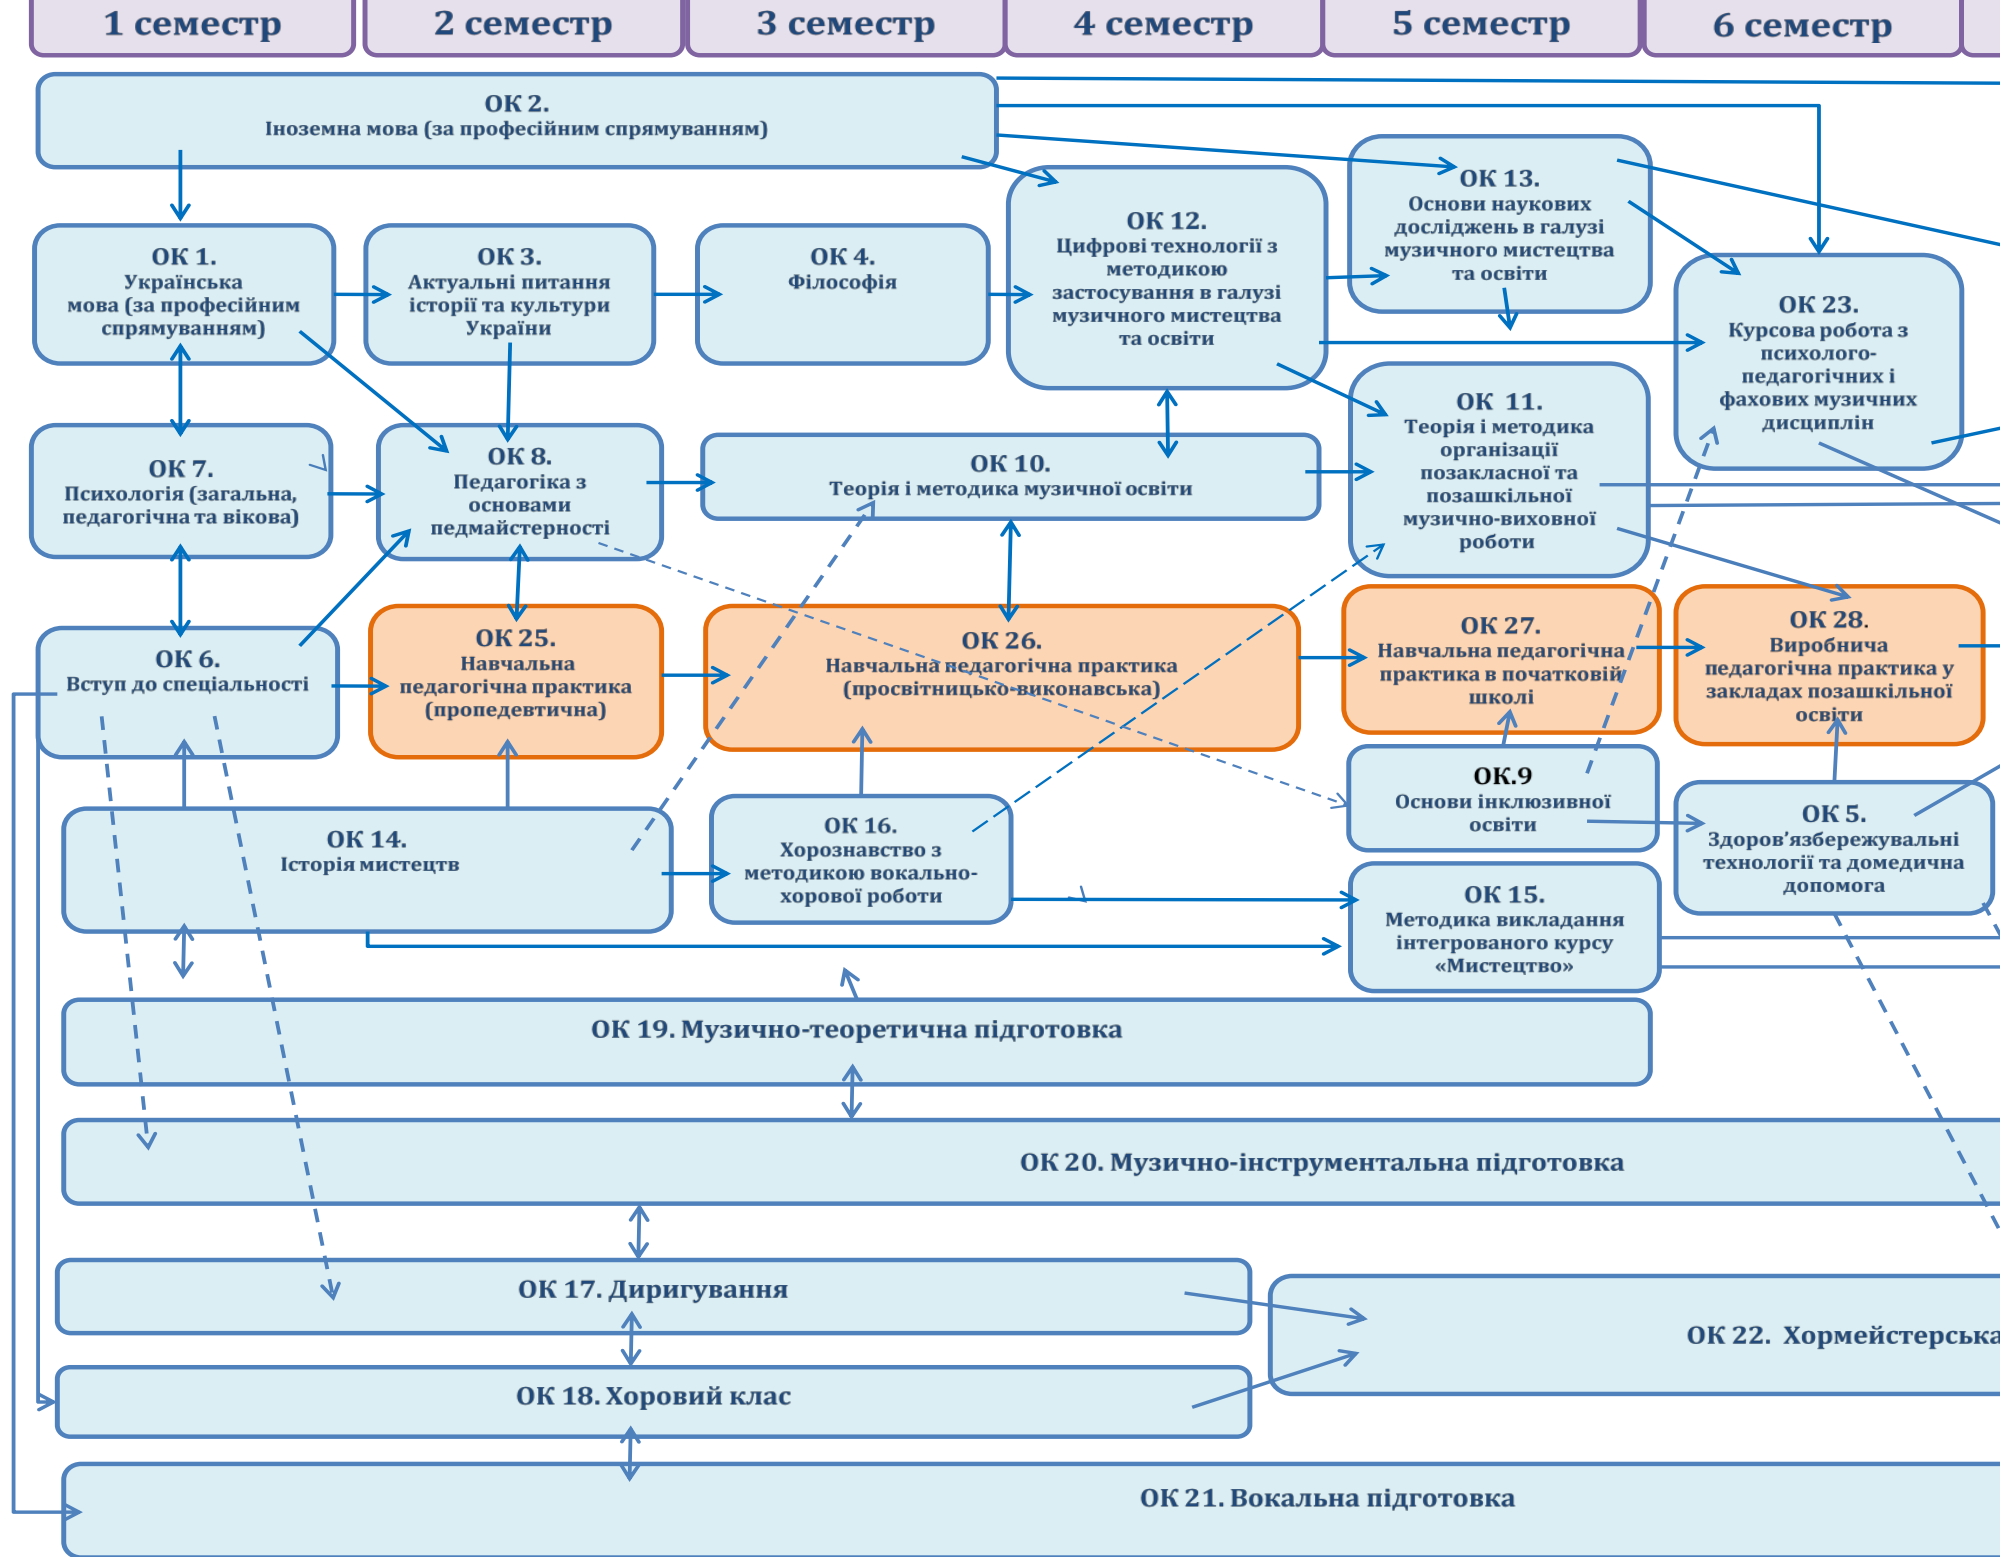 1 семестр
2 семестр
3 семестр
4 семестр
5 семестр
6 семестр
ОК 2.
Іноземна мова (за професійним спрямуванням)
ОК 1.
Українська
мова (за професійним
спрямуванням)
ОК 3.
Актуальні питання
історії та культури
України
ОК 4.
Філософія
ОК 12.
Цифрові технології з
методикою
застосування в галузі
музичного мистецтва
та освіти
ОК 13.
Основи наукових
досліджень в галузі
музичного мистецтва
та освіти
ОК 23.
Курсова робота з
психолого-
педагогічних і
фахових музичних
дисциплін
ОК 7.
Психологія (загальна,
педагогічна та вікова)
ОК 8.
Педагогіка з
основами
педмайстерності
ОК 10.
Теорія і методика музичної освіти
ОК 11.
Теорія і методика
організації
позакласної та
позашкільної
музично-виховної
роботи
ОК 6.
Вступ до спеціальності
ОК 25.
Навчальна
педагогічна практика
(пропедевтична)
ОК 26.
Навчальна педагогічна практика
(просвітницько-виконавська)
ОК 27.
Навчальна педагогічна
практика в початковій
школі
ОК 28.
Виробнича
педагогічна практика у
закладах позашкільної
освіти
ОК 14.
Історія мистецтв
ОК 16.
Хорознавство з
методикою вокально-
хорової роботи
ОК.9
Основи інклюзивної
освіти
ОК 5.
Здоров’язбережувальні
технології та домедична
допомога
ОК 15.
Методика викладання
інтегрованого курсу
«Мистецтво»
ОК 19. Музично-теоретична підготовка
ОК 20. Музично-інструментальна підготовка
ОК 17. Диригування
ОК 22. Хормейстерська
ОК 18. Хоровий клас
ОК 21. Вокальна підготовка